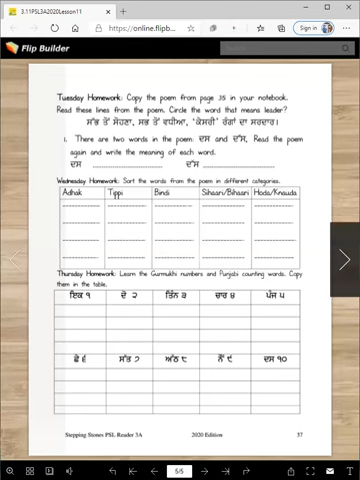 3.11PSL3A2020Lesson11
https://online.flipb...
Sign in
Flip Builder
Search
Tuesday Homework: Copy the poem from page 35 in your notebook.
Read these lines from the poem. Circle the word that means leader?
ਸੱਭ ਤੋਂ ਸੋਹਣਾ, ਸਭ ਤੋਂ ਵਧੀਆ, 'ਕੇਸਰੀ' ਰੰਗਾਂ ਦਾ ਸਰਦਾਰ।
1. There are two words in the poem: ਦਸ and ਦੱਸ, Read the poem
again and write the meaning of each word.
ਦਸ ____________ ਦੱਸ ____________
Wednesday Homework: Sort the words from the poem in different categories.
Adhak Tippi Bindi Sihaari/Bihaari Hoda/Knauda
Thursday Homework: Learn the Gurmukhi numbers and Punjabi counting words. Copy
them in the table.
ਇਕ ੧ ਦੋ ੨ ਤਿੰਨ ੩ ਚਾਰ ੪ ਪੰਜ ੫
ਛੇ ੬ ਸੱਤ ੭ ਅੱਠ ੮ ਨੌਂ ੯ ਦਸ ੧੦
Stepping Stones PSL Reader 3A 2020 Edition 37
5/5